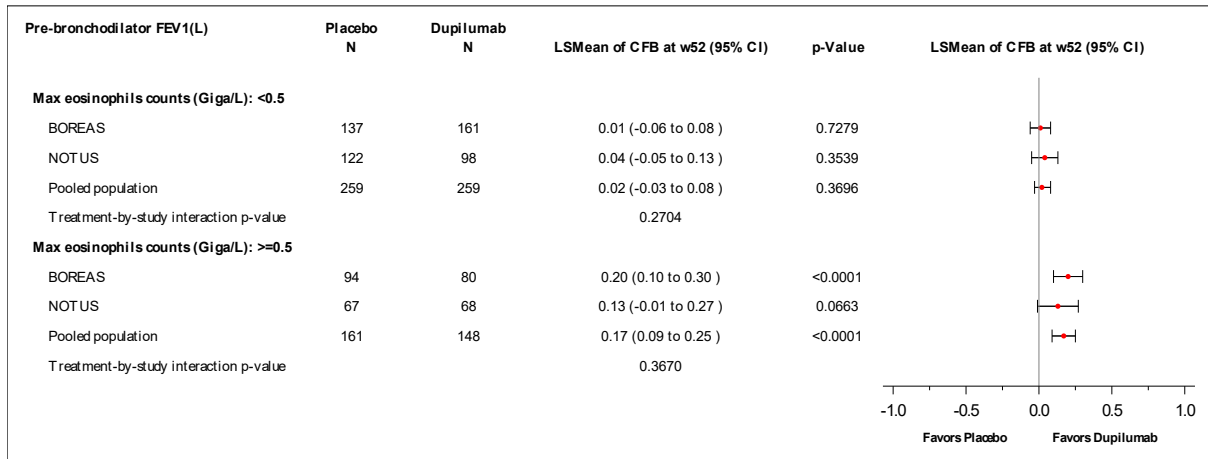 Pre-bronchodilator FEV1(L) Placebo N Dupilumab N LSMean of CFB at w52 (95% CI) p-Value LSMean of CFB at w52 (95% CI)
Max eosinophils counts (Giga/L): <0.5
BOREAS 137 161 0.01 (-0.06 to 0.08 ) 0.7279
NOTUS 122 98 0.04 (-0.05 to 0.13 ) 0.3539
Pooled population 259 259 0.02 (-0.03 to 0.08 ) 0.3696
Treatment-by-study interaction p-value 0.2704
Max eosinophils counts (Giga/L): >=0.5
BOREAS 94 80 0.20 (0.10 to 0.30 ) <0.0001
NOTUS 67 68 0.13 (-0.01 to 0.27 ) 0.0663
Pooled population 161 148 0.17 (0.09 to 0.25 ) <0.0001
Treatment-by-study interaction p-value 0.3670
-1.0 -0.5 0.0 0.5 1.0
Favors Placebo Favors Dupilumab